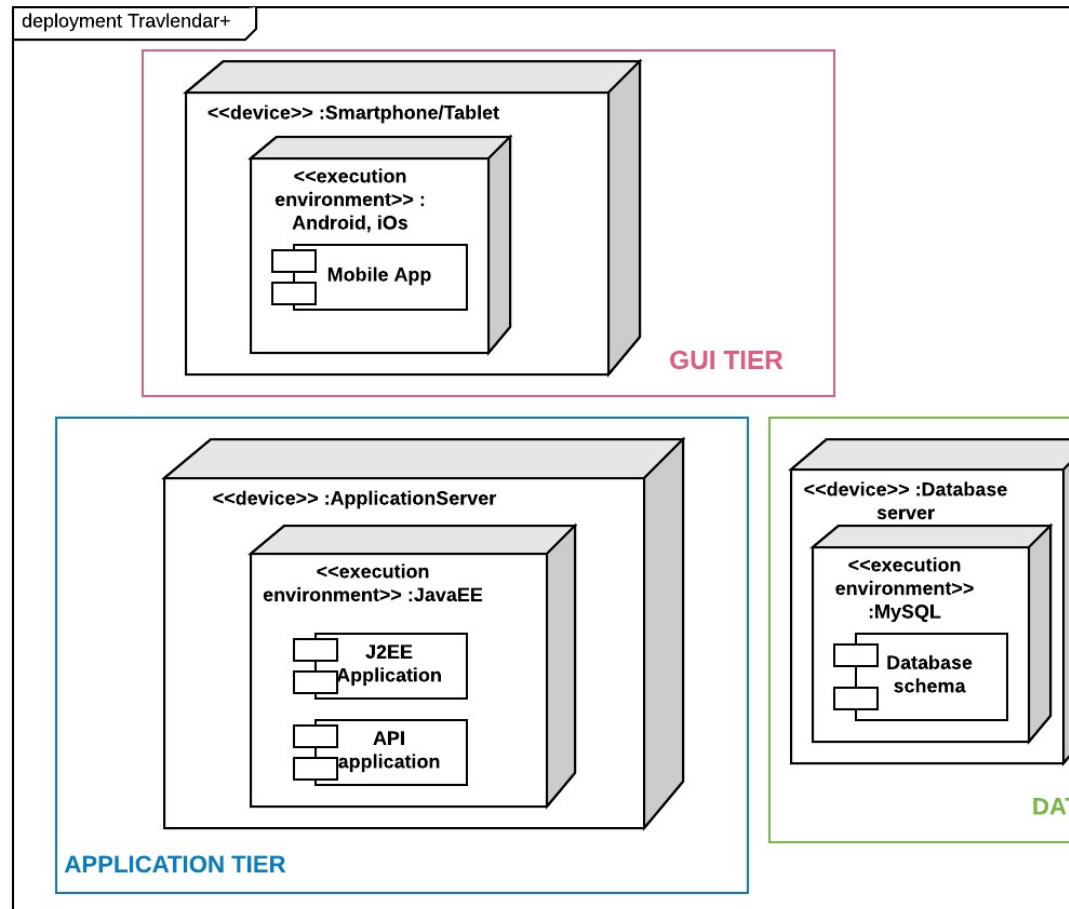 deployment Travlendar+
<<device>> :Smartphone/Tablet
<<execution
environment>> :
Android, iOs
Mobile App
GUI TIER
<<device>> :ApplicationServer
<<execution
environment>> :JavaEE
J2EE
Application
API
application
APPLICATION TIER
<<device>> :Database
server
<<execution
environment>>
:MySQL
Database
schema